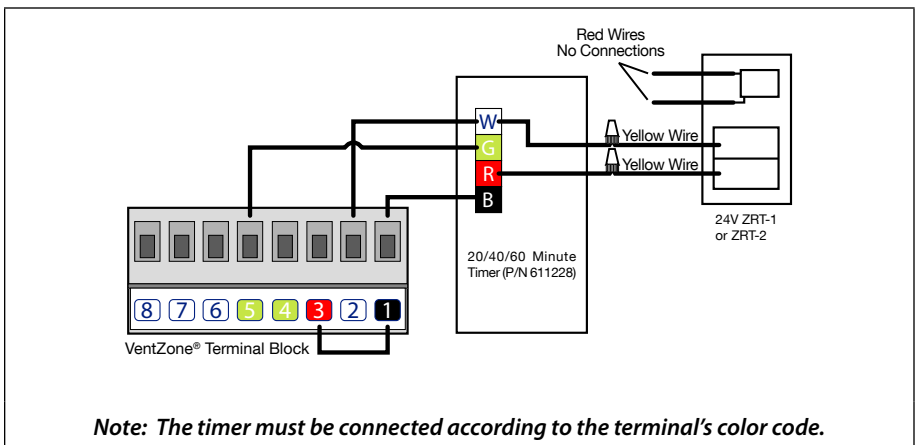 Red Wires
No Connections
W
G
R
B
Yellow Wire
Yellow Wire
24V ZRT-1
or ZRT-2
20/40/60 Minute
Timer (P/N 611228)
8 7 6 5 4 3 2 1
VentZone® Terminal Block
Note: The timer must be connected according to the terminal's color code.